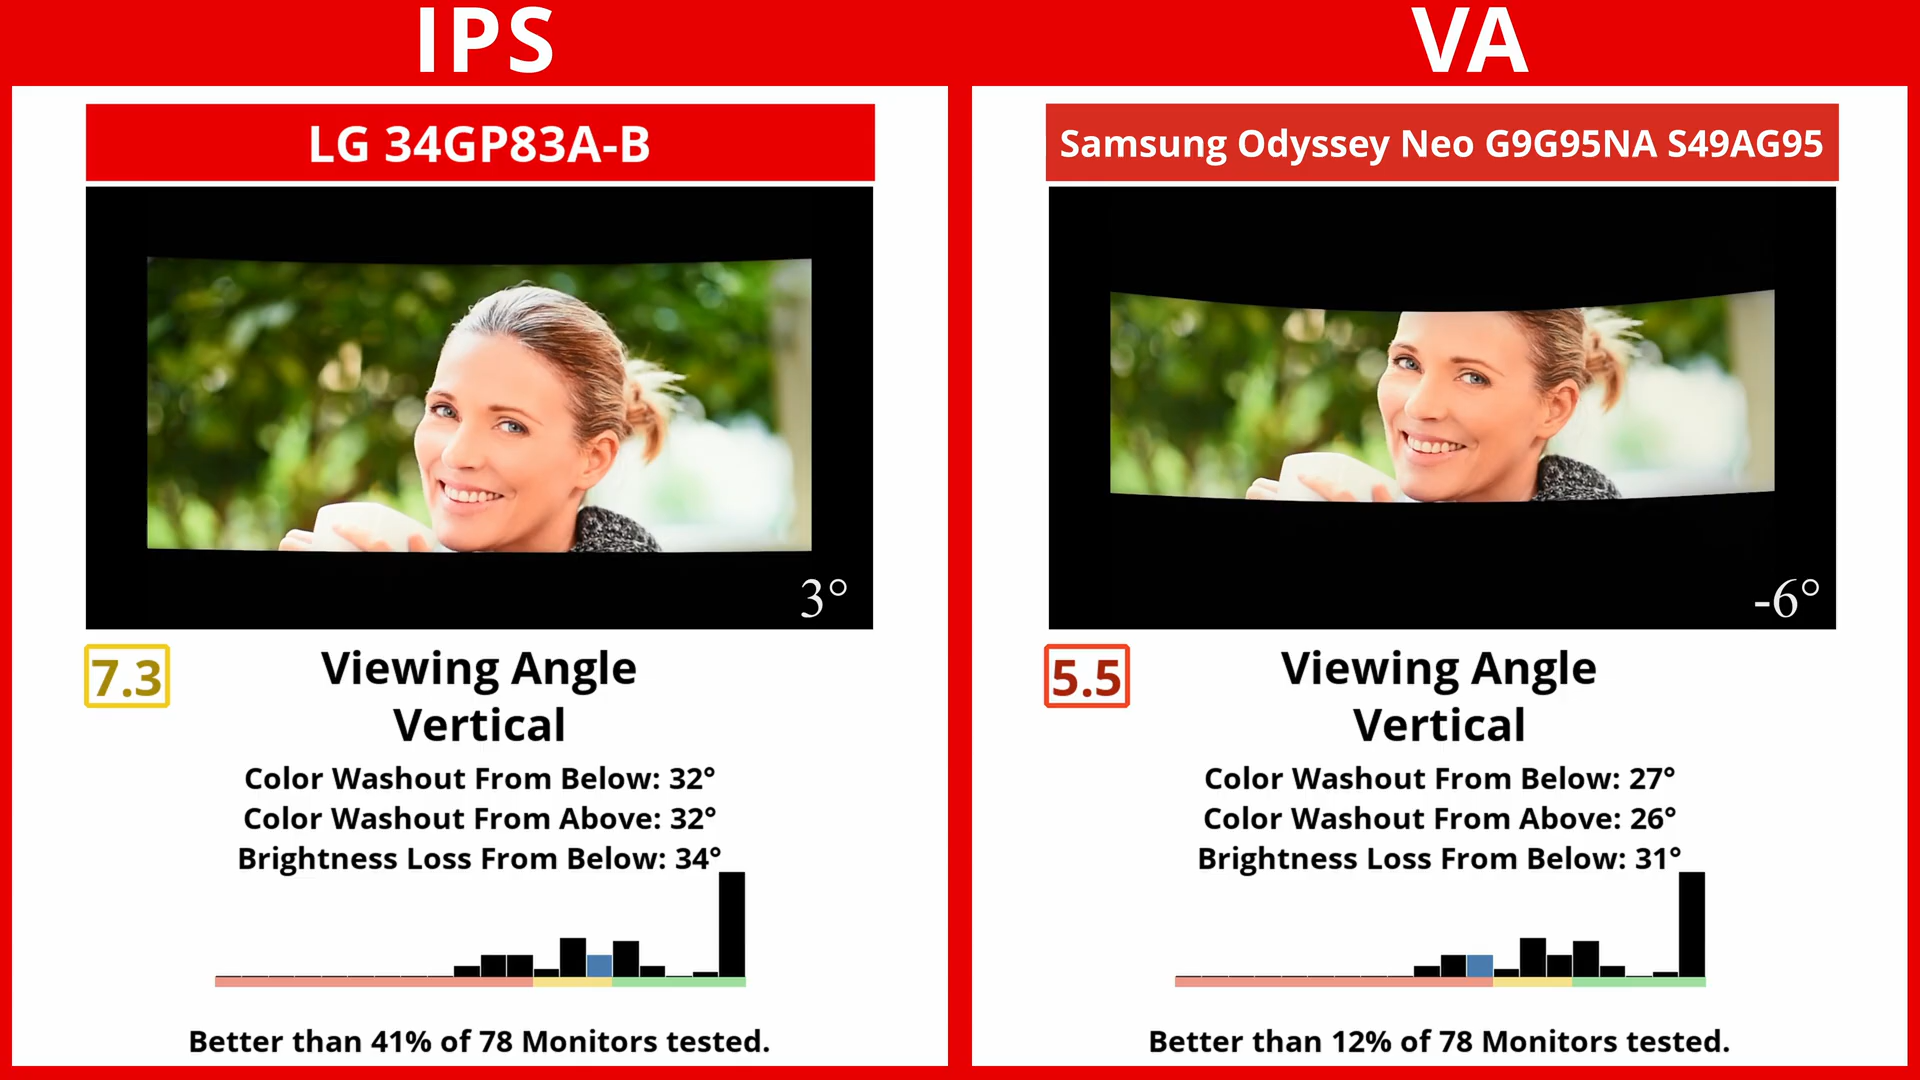 IPS
LG 34GP83A-B
3°
7.3
Viewing Angle
Vertical
Color Washout From Below: 32°
Color Washout From Above: 32°
Brightness Loss From Below: 34°
Better than 41% of 78 Monitors tested.
VA
Samsung Odyssey Neo G9G95NA S49AG95
-6°
5.5
Viewing Angle
Vertical
Color Washout From Below: 27°
Color Washout From Above: 26°
Brightness Loss From Below: 31°
Better than 12% of 78 Monitors tested.